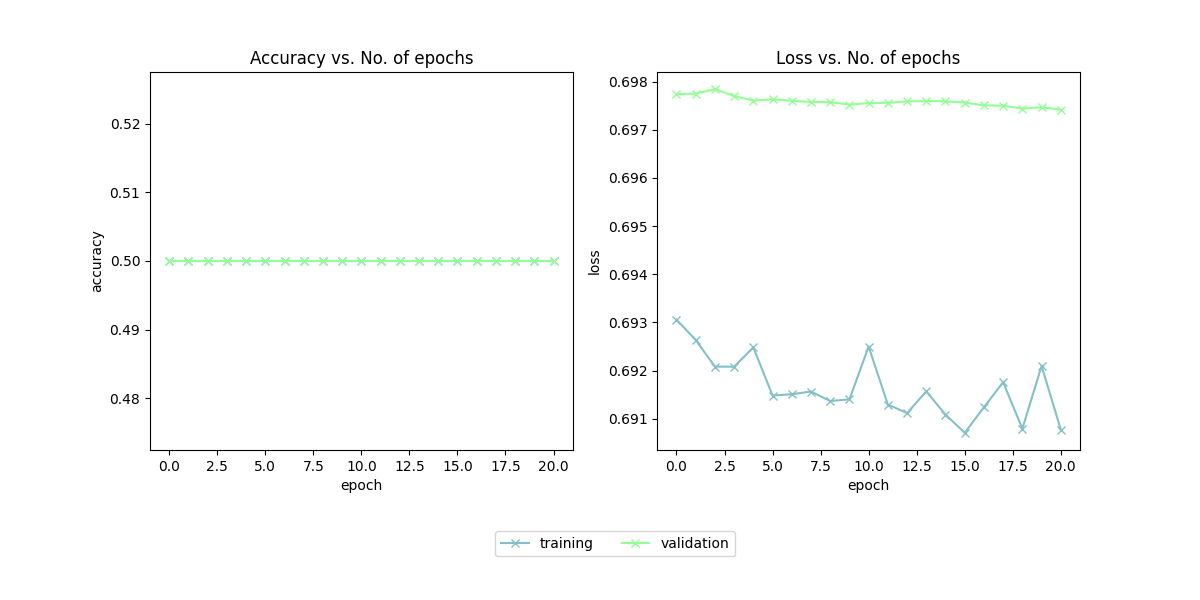 Accuracy vs. No. of epochs
0.52
0.51
0.50
0.49
0.48
accuracy
0.0 2.5 5.0 7.5 10.0 12.5 15.0 17.5 20.0
epoch
Loss vs. No. of epochs
0.698
0.697
0.696
0.695
0.694
0.693
0.692
0.691
loss
0.0 2.5 5.0 7.5 10.0 12.5 15.0 17.5 20.0
epoch
training validation